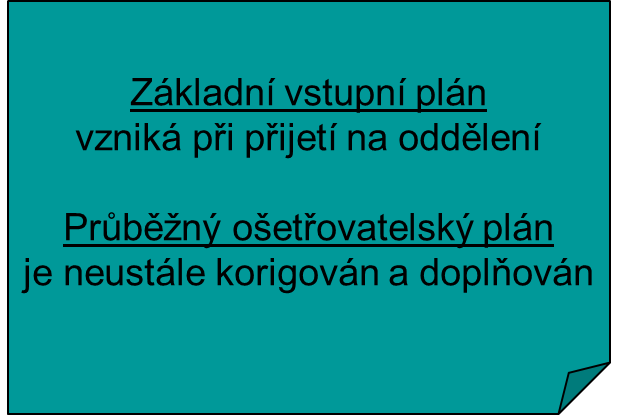 Základní vstupní plán
vzniká při přijetí na oddělení
Průběžný ošetřovatelský plán
je neustále korigován a doplňován